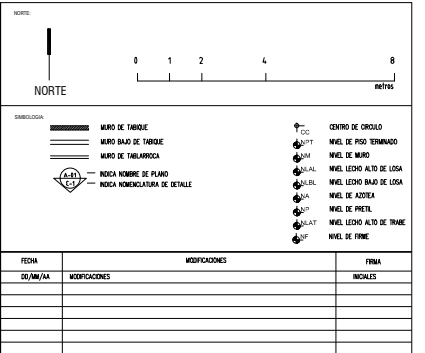 NORTE:
0 1 2 4 8
metros
NORTE
SIMBOLOGIA:
MURO DE TABIQUE
MURO BAJO DE TABIQUE
MURO DE TABLARROCA
A-01 INDICA NOMBRE DE PLANO
C-1 INDICA NOMENCLATURA DE DETALLE
CC CENTRO DE CIRCULO
NPT NIVEL DE PISO TERMINADO
NM NIVEL DE MURO
NLAL NIVEL LECHO ALTO DE LOSA
NLBL NIVEL LECHO BAJO DE LOSA
NA NIVEL DE AZOTEA
NP NIVEL DE PRETIL
NLAT NIVEL LECHO ALTO DE TRABE
NF NIVEL DE FIRME
FECHA MODIFICACIONES FIRMA
DD/MM/AA MODIFICACIONES INICIALES